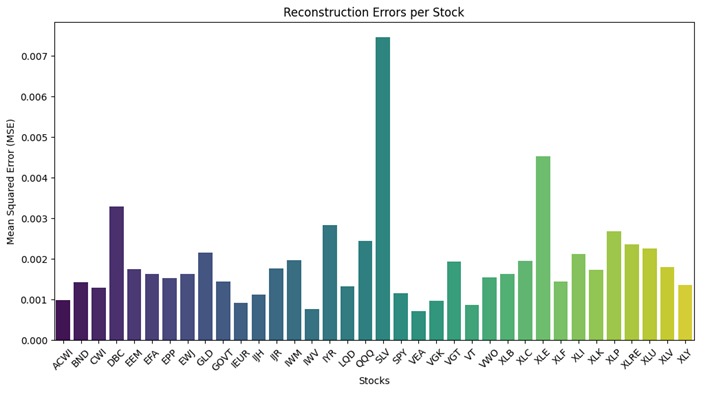 Reconstruction Errors per Stock
Mean Squared Error (MSE)
0.007
0.006
0.005
0.004
0.003
0.002
0.001
0.000
ACWI BND CWI DBC EEM EFA EPP EWJ GLD GOVT IEUR IJH IJR IWM IWV IYR LQD QQQ SLV SPY VEA VGK VGT VT VWO XLB XLC XLE XLF XLI XLK XLP XLRE XLU XLV XLY
Stocks